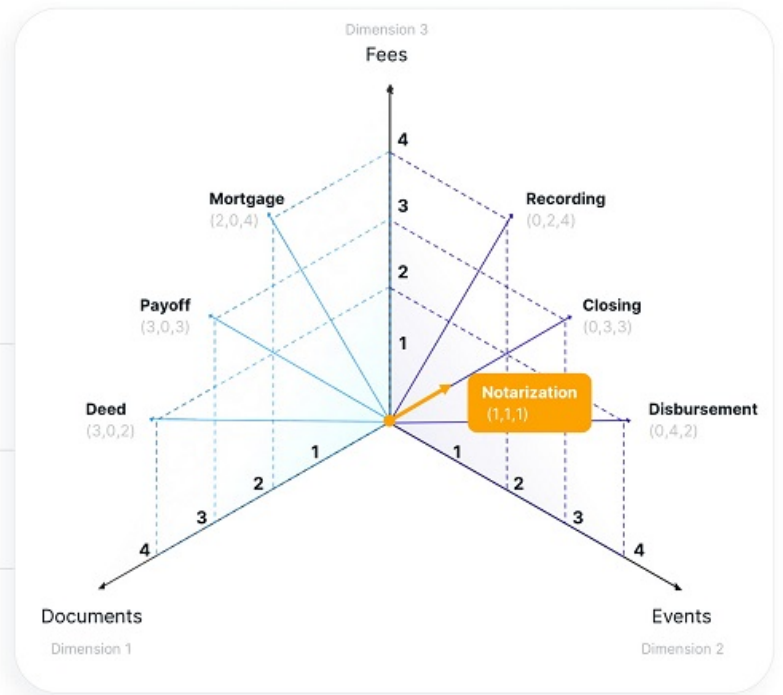 Dimension 3
Fees
4
Mortgage
(2,0,4)
Recording
(0,2,4)
3
2
Payoff
(3,0,3)
Closing
(0,3,3)
1
Notarization
(1,1,1)
Deed
(3,0,2)
Disbursement
(0,4,2)
1
1
2
2
3
3
4
4
Documents
Dimension 1
Events
Dimension 2